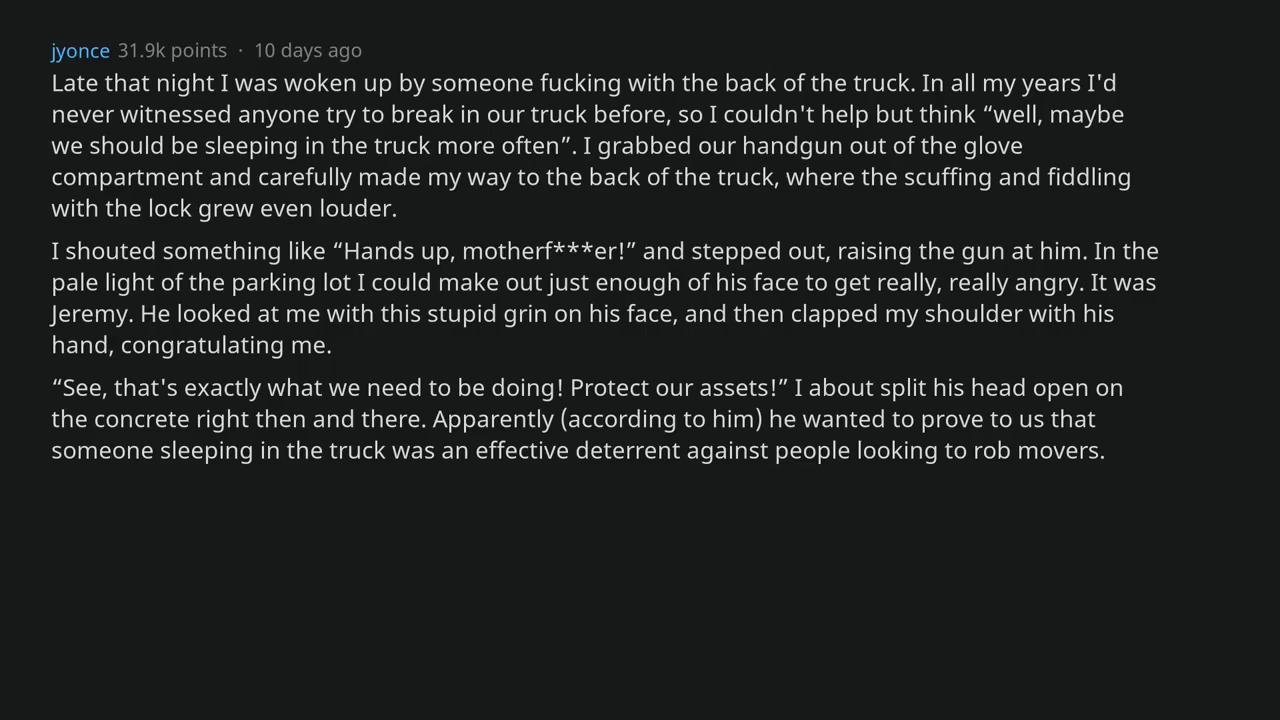 jyonce 31.9k points · 10 days ago
Late that night I was woken up by someone fucking with the back of the truck. In all my years I'd
never witnessed anyone try to break in our truck before, so I couldn't help but think “well, maybe
we should be sleeping in the truck more often”. I grabbed our handgun out of the glove
compartment and carefully made my way to the back of the truck, where the scuffing and fiddling
with the lock grew even louder.
I shouted something like “Hands up, motherf***er!” and stepped out, raising the gun at him. In the
pale light of the parking lot I could make out just enough of his face to get really, really angry. It was
Jeremy. He looked at me with this stupid grin on his face, and then clapped my shoulder with his
hand, congratulating me.
“See, that's exactly what we need to be doing! Protect our assets!” I about split his head open on
the concrete right then and there. Apparently (according to him) he wanted to prove to us that
someone sleeping in the truck was an effective deterrent against people looking to rob movers.